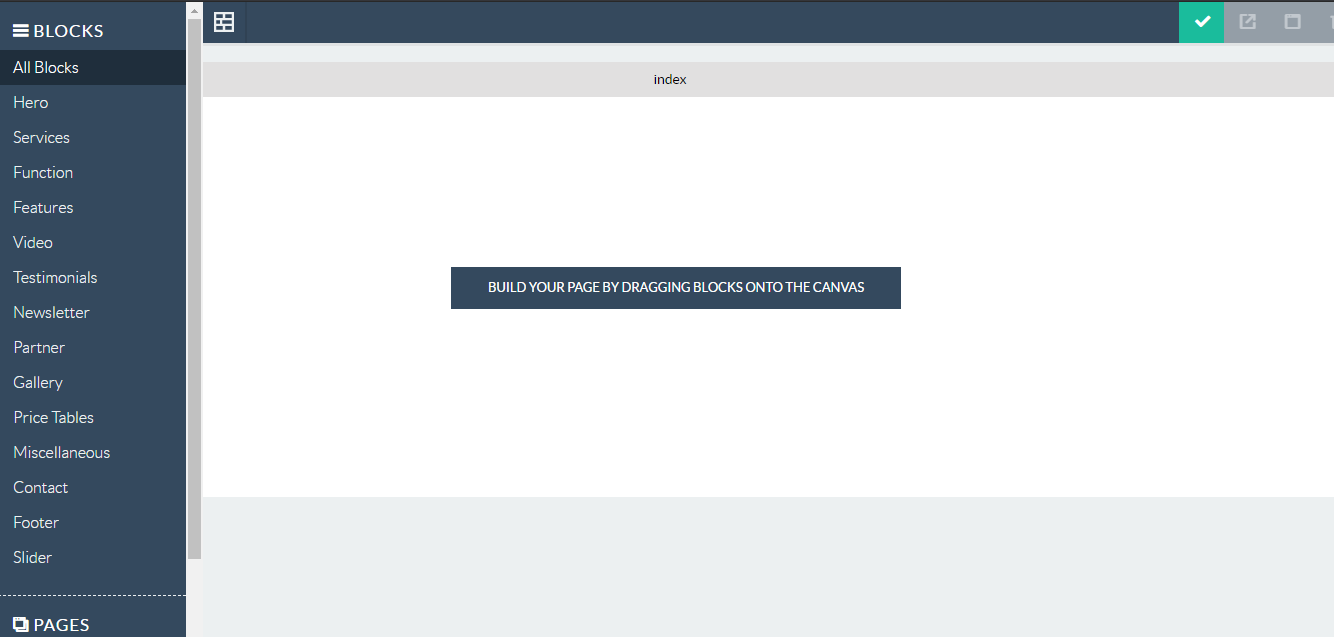 BLOCKS
All Blocks
Hero
Services
Function
Features
Video
Testimonials
Newsletter
Partner
Gallery
Price Tables
Miscellaneous
Contact
Footer
Slider
PAGES
index
BUILD YOUR PAGE BY DRAGGING BLOCKS ONTO THE CANVAS